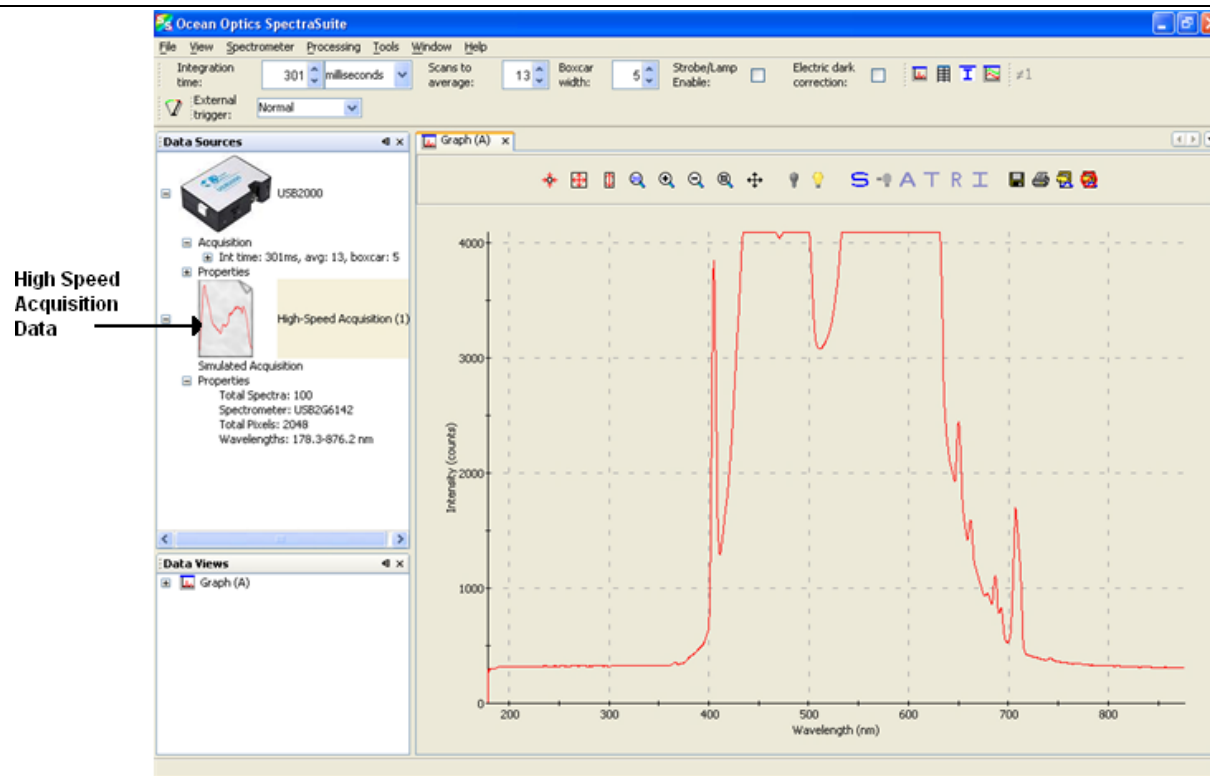 Ocean Optics SpectraSuite
File View Spectrometer Processing Tools Window Help
Integration time: 301 milliseconds Scans to average: 13 Boxcar width: 5 Strobe/Lamp Enable: Electric dark correction: ≠1
External trigger: Normal
Data Sources
USB2000
Acquisition
Int time: 301ms, avg: 13, boxcar: 5
Properties
High-Speed Acquisition (1)
Simulated Acquisition
Properties
Total Spectra: 100
Spectrometer: USB2G6142
Total Pixels: 2048
Wavelengths: 178.3-876.2 nm
High Speed
Acquisition
Data
Data Views
Graph (A)
Graph (A)
S A T R I
4000
3000
2000
1000
0
Intensity (counts)
200 300 400 500 600 700 800
Wavelength (nm)